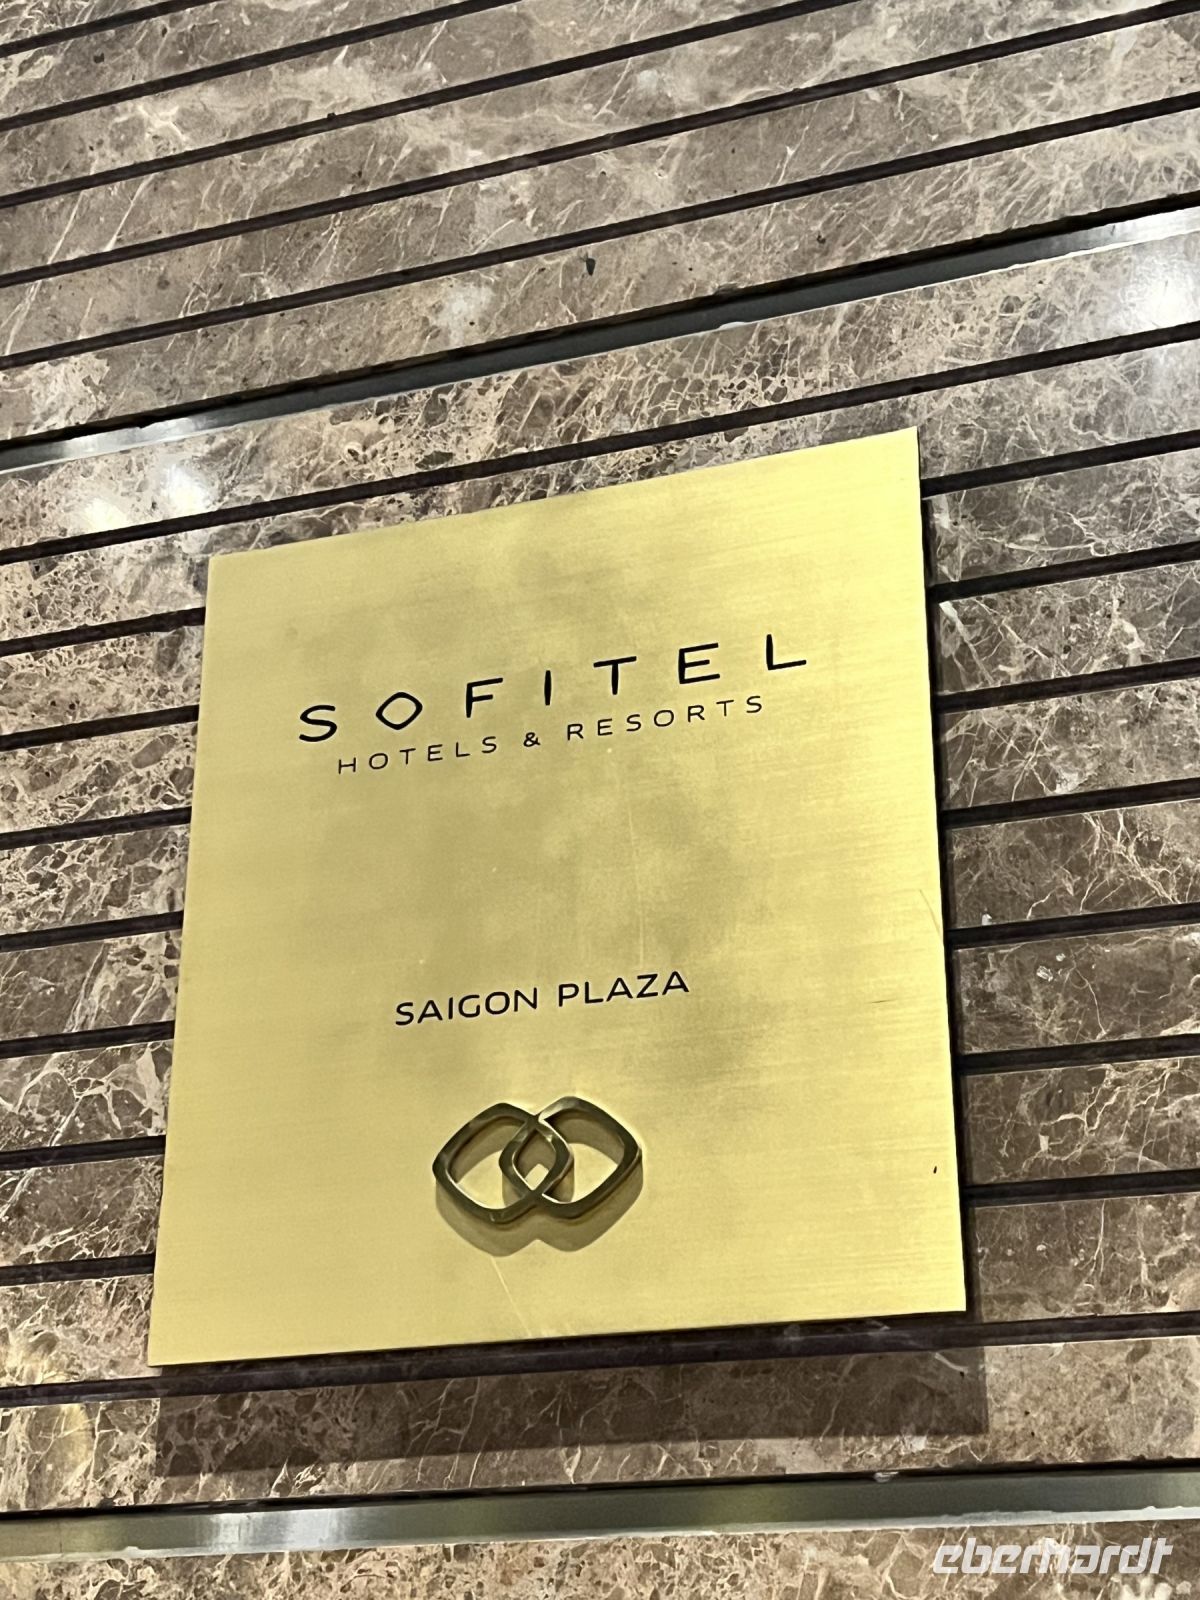 SOFITEL
HOTELS & RESORTS
SAIGON PLAZA
eberhardt